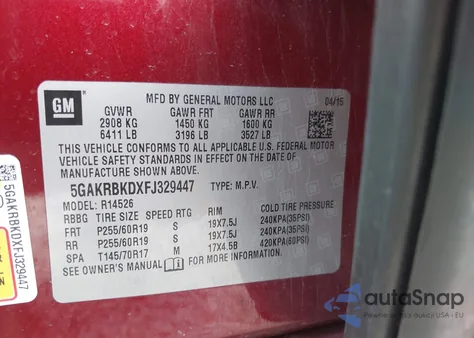 GM
MFD BY GENERAL MOTORS LLC 04/15
GVWR GAWR FRT GAWR RR
2908 KG 1450 KG 1600 KG
6411 LB 3196 LB 3527 LB
THIS VEHICLE CONFORMS TO ALL APPLICABLE U.S. FEDERAL MOTOR
VEHICLE SAFETY STANDARDS IN EFFECT ON THE DATE OF
MANUFACTURE SHOWN ABOVE.
5GAKRBKDXFJ329447 TYPE: M.P.V.
MODEL: R14526
RBBG TIRE SIZE SPEED RTG RIM COLD TIRE PRESSURE
FRT P255/60R19 S 19X7.5J 240KPA(35PSI)
RR P255/60R19 S 19X7.5J 240KPA(35PSI)
SPA T145/70R17 M 17X4.5B 420KPA(60PSI)
SEE OWNER'S MANUAL FOR MORE INFORMATION.
5GAKRBKDXFJ329447
autoSnap